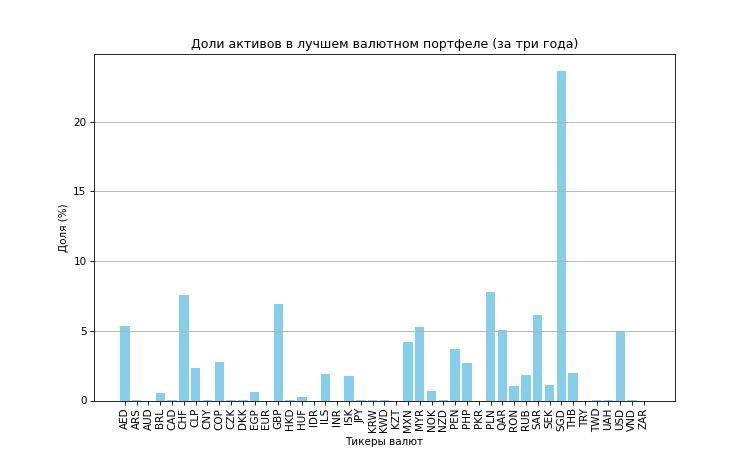 Доли активов в лучшем валютном портфеле (за три года)
Доля (%)
20
15
10
5
0
AED ARS AUD BRL CAD CHF CLP CNY COP CZK DKK EGP EUR GBP HKD HUF IDR ILS INR ISK JPY KRW KWD KZT MXN MYR NOK NZD PEN PHP PKR PLN QAR RON RUB SAR SEK SGD THB TRY TWD UAH USD VND ZAR
Тикеры валют